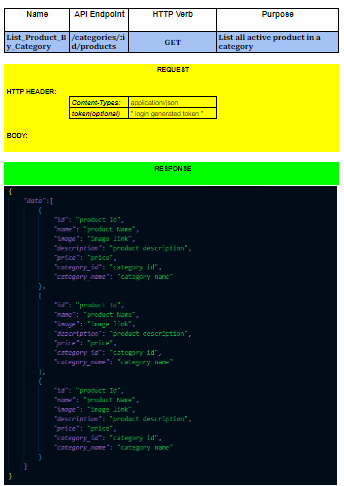 Name API Endpoint HTTP Verb Purpose
List_Product_B /categories/:i GET List all active product in a
y_Category d/products category
REQUEST
HTTP HEADER:
Content-Types: application/json
token(optional) " login generated token "
BODY:
RESPONSE
{
"data":[
{
"id": "product Id",
"name": "product Name",
"image": "image link",
"description": "product description",
"price": "price",
"category_id": "category id",
"category_name": "category name"
},
{
"id": "product Id",
"name": "product Name",
"image": "image link",
"description": "product description",
"price": "price",
"category_id": "category id",
"category_name": "category name"
},
{
"id": "product Id",
"name": "product Name",
"image": "image link",
"description": "product description",
"price": "price",
"category_id": "category id",
"category_name": "category name"
}
]
}